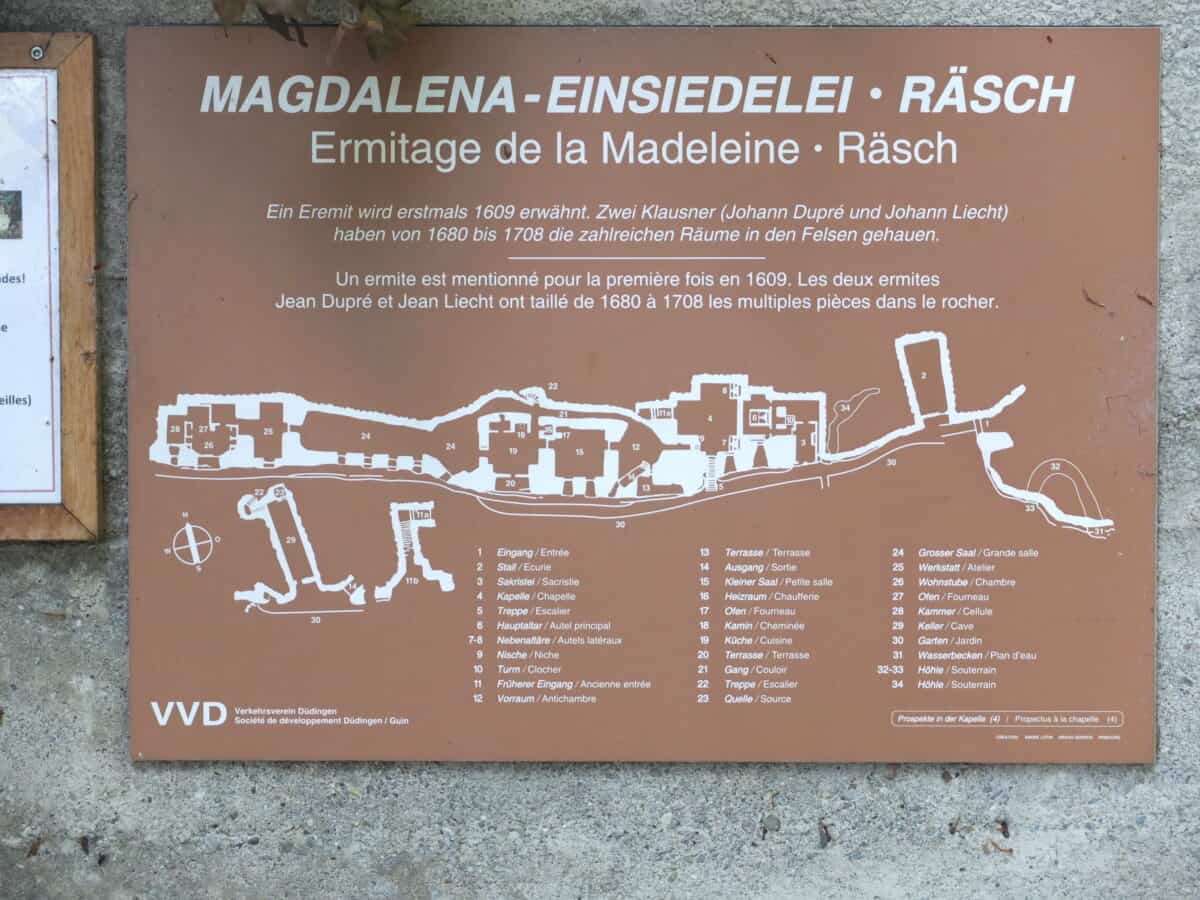 MAGDALENA - EINSIEDELEI • RÄSCH
Ermitage de la Madeleine • Räsch
Ein Eremit wird erstmals 1609 erwähnt. Zwei Klausner (Johann Dupré und Johann Liecht)
haben von 1680 bis 1708 die zahlreichen Räume in den Felsen gehauen.
Un ermite est mentionné pour la première fois en 1609. Les deux ermites
Jean Dupré et Jean Liecht ont taillé de 1680 à 1708 les multiples pièces dans le rocher.
1 Eingang / Entrée
2 Stall / Ecurie
3 Sakristei / Sacristie
4 Kapelle / Chapelle
5 Treppe / Escalier
6 Hauptaltar / Autel principal
7-8 Nebenaltäre / Autels latéraux
9 Nische / Niche
10 Turm / Clocher
11 Früherer Eingang / Ancienne entrée
12 Vorraum / Antichambre
13 Terrasse / Terrasse
14 Ausgang / Sortie
15 Kleiner Saal / Petite salle
16 Heizraum / Chaufferie
17 Ofen / Fourneau
18 Kamin / Cheminée
19 Küche / Cuisine
20 Terrasse / Terrasse
21 Gang / Couloir
22 Treppe / Escalier
23 Quelle / Source
24 Grosser Saal / Grande salle
25 Werkstatt / Atelier
26 Wohnstube / Chambre
27 Ofen / Fourneau
28 Kammer / Cellule
29 Keller / Cave
30 Garten / Jardin
31 Wasserbecken / Plan d'eau
32-33 Höhle / Souterrain
34 Höhle / Souterrain
VVD Verkehrsverein Düdingen
Société de développement Düdingen / Guin
Prospekte in der Kapelle (4) / Propectus à la chapelle (4)